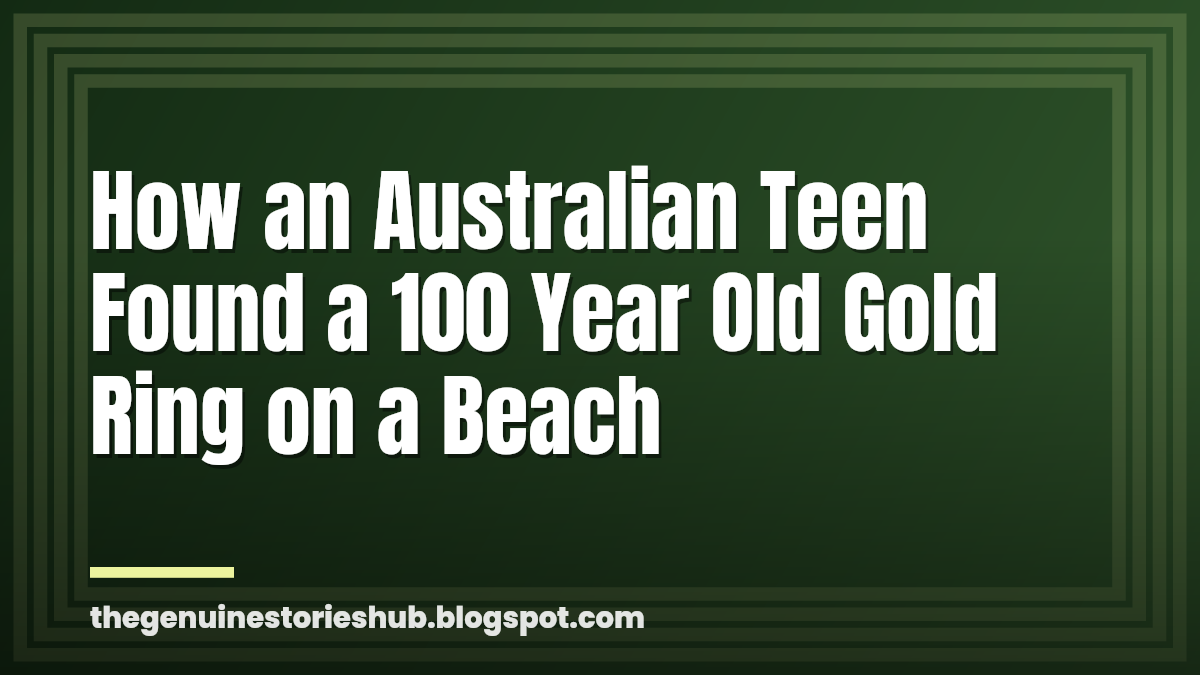 How an Australian Teen
Found a 100 Year Old Gold
Ring on a Beach
thegenuinestorieshub.blogspot.com